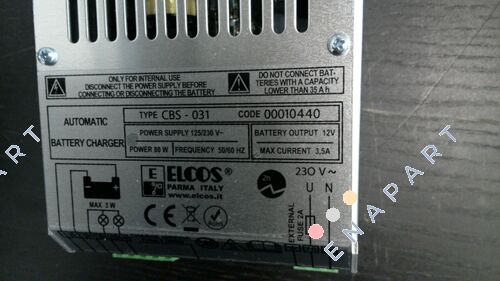 ONLY FOR INTERNAL USE
DISCONNECT THE POWER SUPPLY BEFORE
CONNECTING OR DISCONNECTING THE BATTERY
DO NOT CONNECT BAT-
TERIES WITH A CAPACITY
LOWER THAN 35 A h
AUTOMATIC
BATTERY CHARGER
TYPE CBS - 031 CODE 00010440
POWER SUPPLY 125/230 V~ BATTERY OUTPUT 12V
POWER 80 W FREQUENCY 50/60 HZ MAX CURRENT 3,5A
MAX 3 W
E
ELCOS®
PARMA ITALY
www.elcos.it
CE
2h
230 V ~
U N
EXTERNAL
FUSE 2A
ENAPART
ENAPART